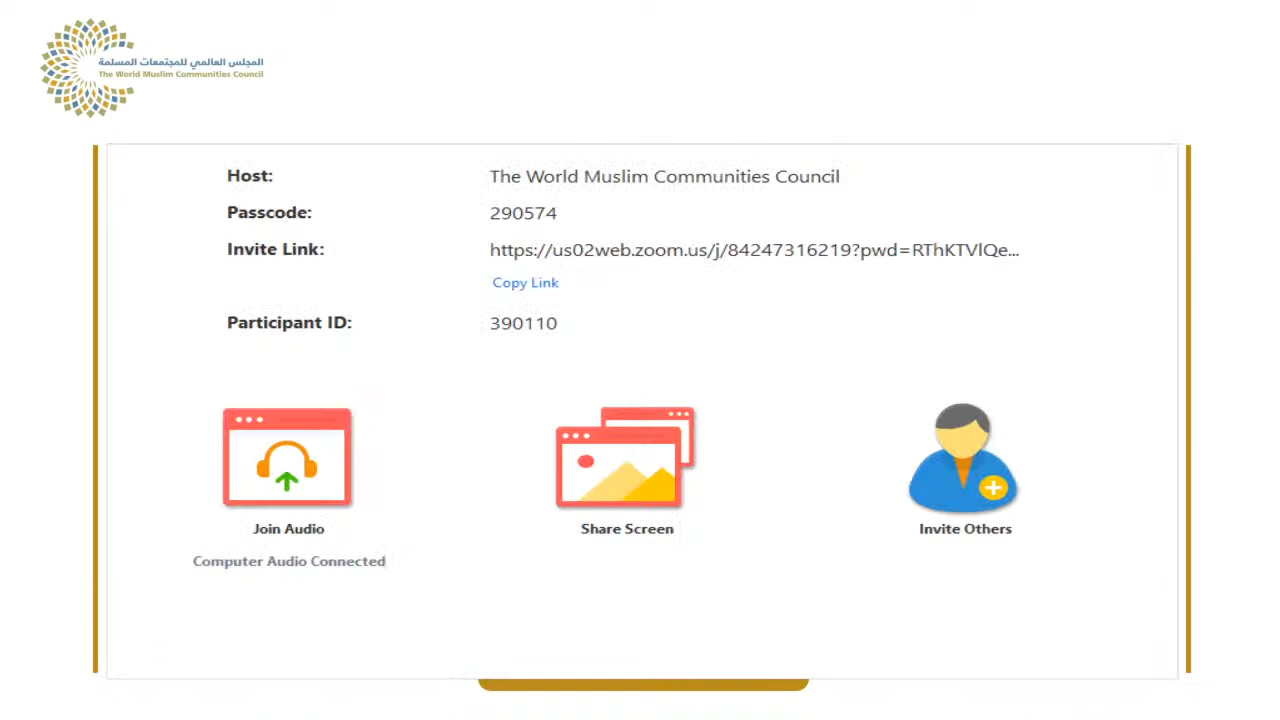 المجلس العالمي للمجتمعات المسلمة
The World Muslim Communities Council
Host: The World Muslim Communities Council
Passcode: 290574
Invite Link: https://us02web.zoom.us/j/84247316219?pwd=RThKTVlQe...
Copy Link
Participant ID: 390110
Join Audio Share Screen Invite Others
Computer Audio Connected